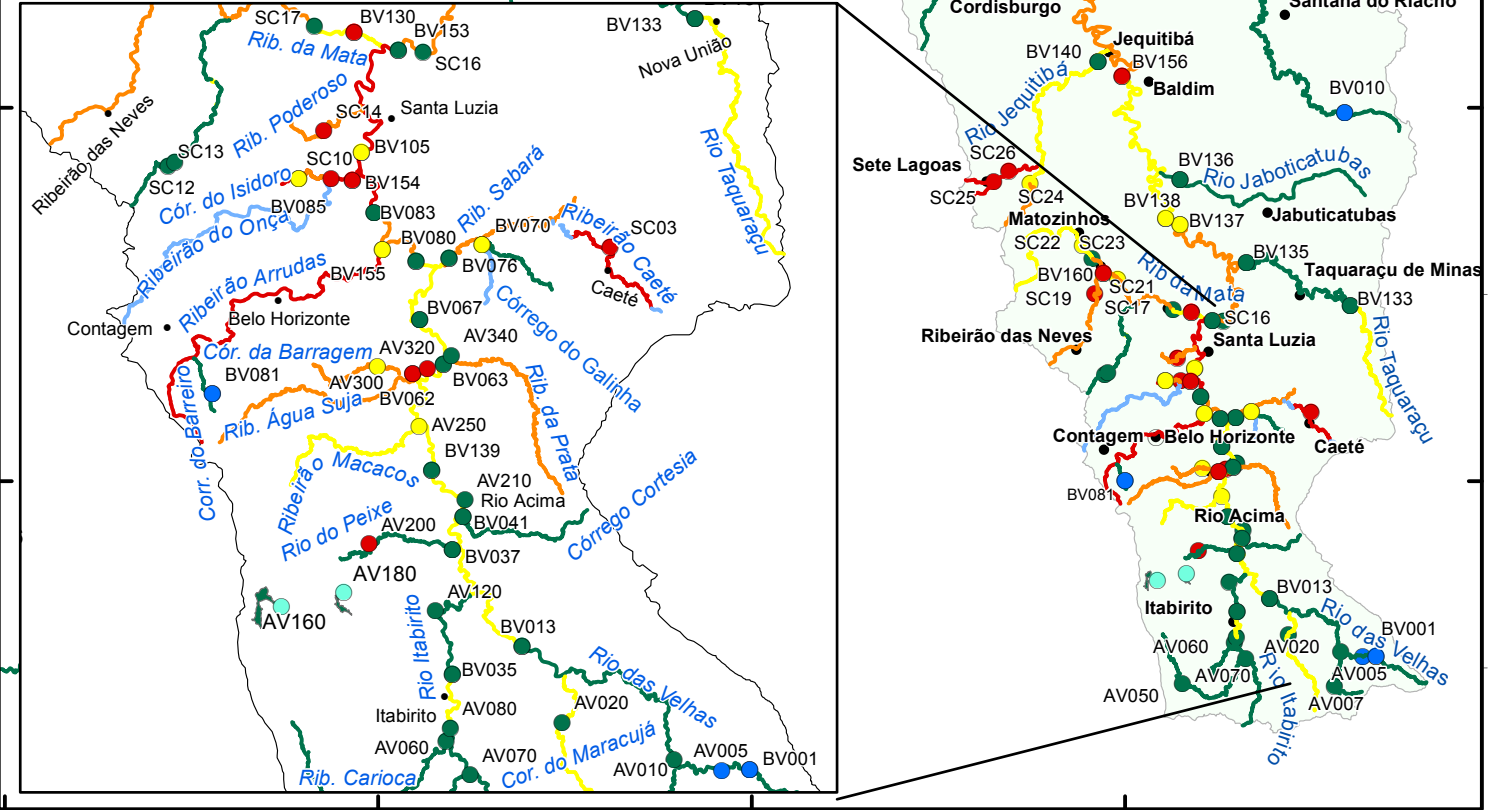 SC17
BV130
BV153
Rib. da Mata
SC16
BV133
Nova União
Rib. Poderoso
SC14
Santa Luzia
Ribeirão das Neves
SC13
SC12
SC10
BV105
Cór. do Isidoro
BV154
BV085
Ribeirão do Onça
BV083
Rib. Sabará
BV070
Ribeirão Caeté
SC03
Rio Taquaraçu
BV080
BV076
BV155
Ribeirão Arrudas
Caeté
Contagem
Belo Horizonte
BV067
Córrego do Galinha
Cór. da Barragem
AV320
AV340
BV081
AV300
BV062
BV063
Rib. Água Suja
Rib. da Prata
Corr. do Barreiro
AV250
Ribeirão Macacos
BV139
AV210
Rio Acima
BV041
Córrego Cortesia
Rio do Peixe
AV200
BV037
AV180
AV160
AV120
Rio Itabirito
BV013
Rio das Velhas
BV035
Itabirito
AV080
AV020
AV060
AV070
Cor. do Maracujá
Rib. Carioca
AV010
AV005
BV001
Cordisburgo
Santana do Riacho
BV140
Jequitibá
BV156
Baldim
Rio Jequitibá
BV010
Sete Lagoas
SC26
SC25
SC24
BV136
Rio Jaboticatubas
BV138
BV137
Jabuticatubas
Matozinhos
SC22
SC23
BV160
SC21
SC19
SC17
Rib da Mata
SC16
BV135
Taquaraçu de Minas
BV133
Ribeirão das Neves
Santa Luzia
Rio Taquaraçu
Contagem
Belo Horizonte
Caeté
BV081
Rio Acima
BV013
Itabirito
Rio das Velhas
BV001
AV060
AV020
AV005
AV070
AV050
AV007
Rio Itabirito